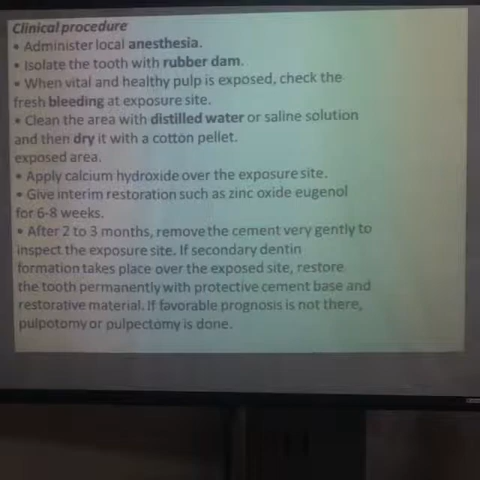 Clinical procedure
• Administer local anesthesia.
• Isolate the tooth with rubber dam.
• When vital and healthy pulp is exposed, check the
fresh bleeding at exposure site.
• Clean the area with distilled water or saline solution
and then dry it with a cotton pellet.
exposed area.
• Apply calcium hydroxide over the exposure site.
• Give interim restoration such as zinc oxide eugenol
for 6-8 weeks.
• After 2 to 3 months, remove the cement very gently to
inspect the exposure site. If secondary dentin
formation takes place over the exposed site, restore
the tooth permanently with protective cement base and
restorative material. If favorable prognosis is not there,
pulpotomy or pulpectomy is done.